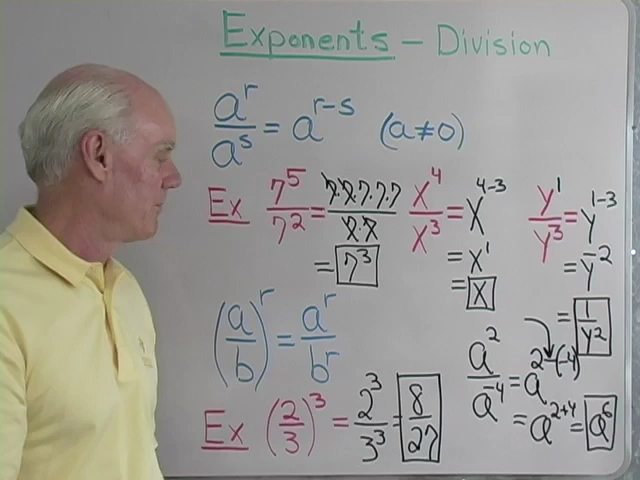 Exponents – Division
a^r/a^s = a^(r-s) (a≠0)
Ex 7^5/7^2 = 7·7·7·7·7/7·7 = 7^3
x^4/x^3 = x^(4-3)
= x^1
= x
y^1/y^3 = y^(1-3)
= y^-2
= 1/y^2
(a/b)^r = a^r/b^r
Ex (2/3)^3 = 2^3/3^3 = 8/27
a^2/a^-4 = a^(2-(-4))
= a^(2+4) = a^6